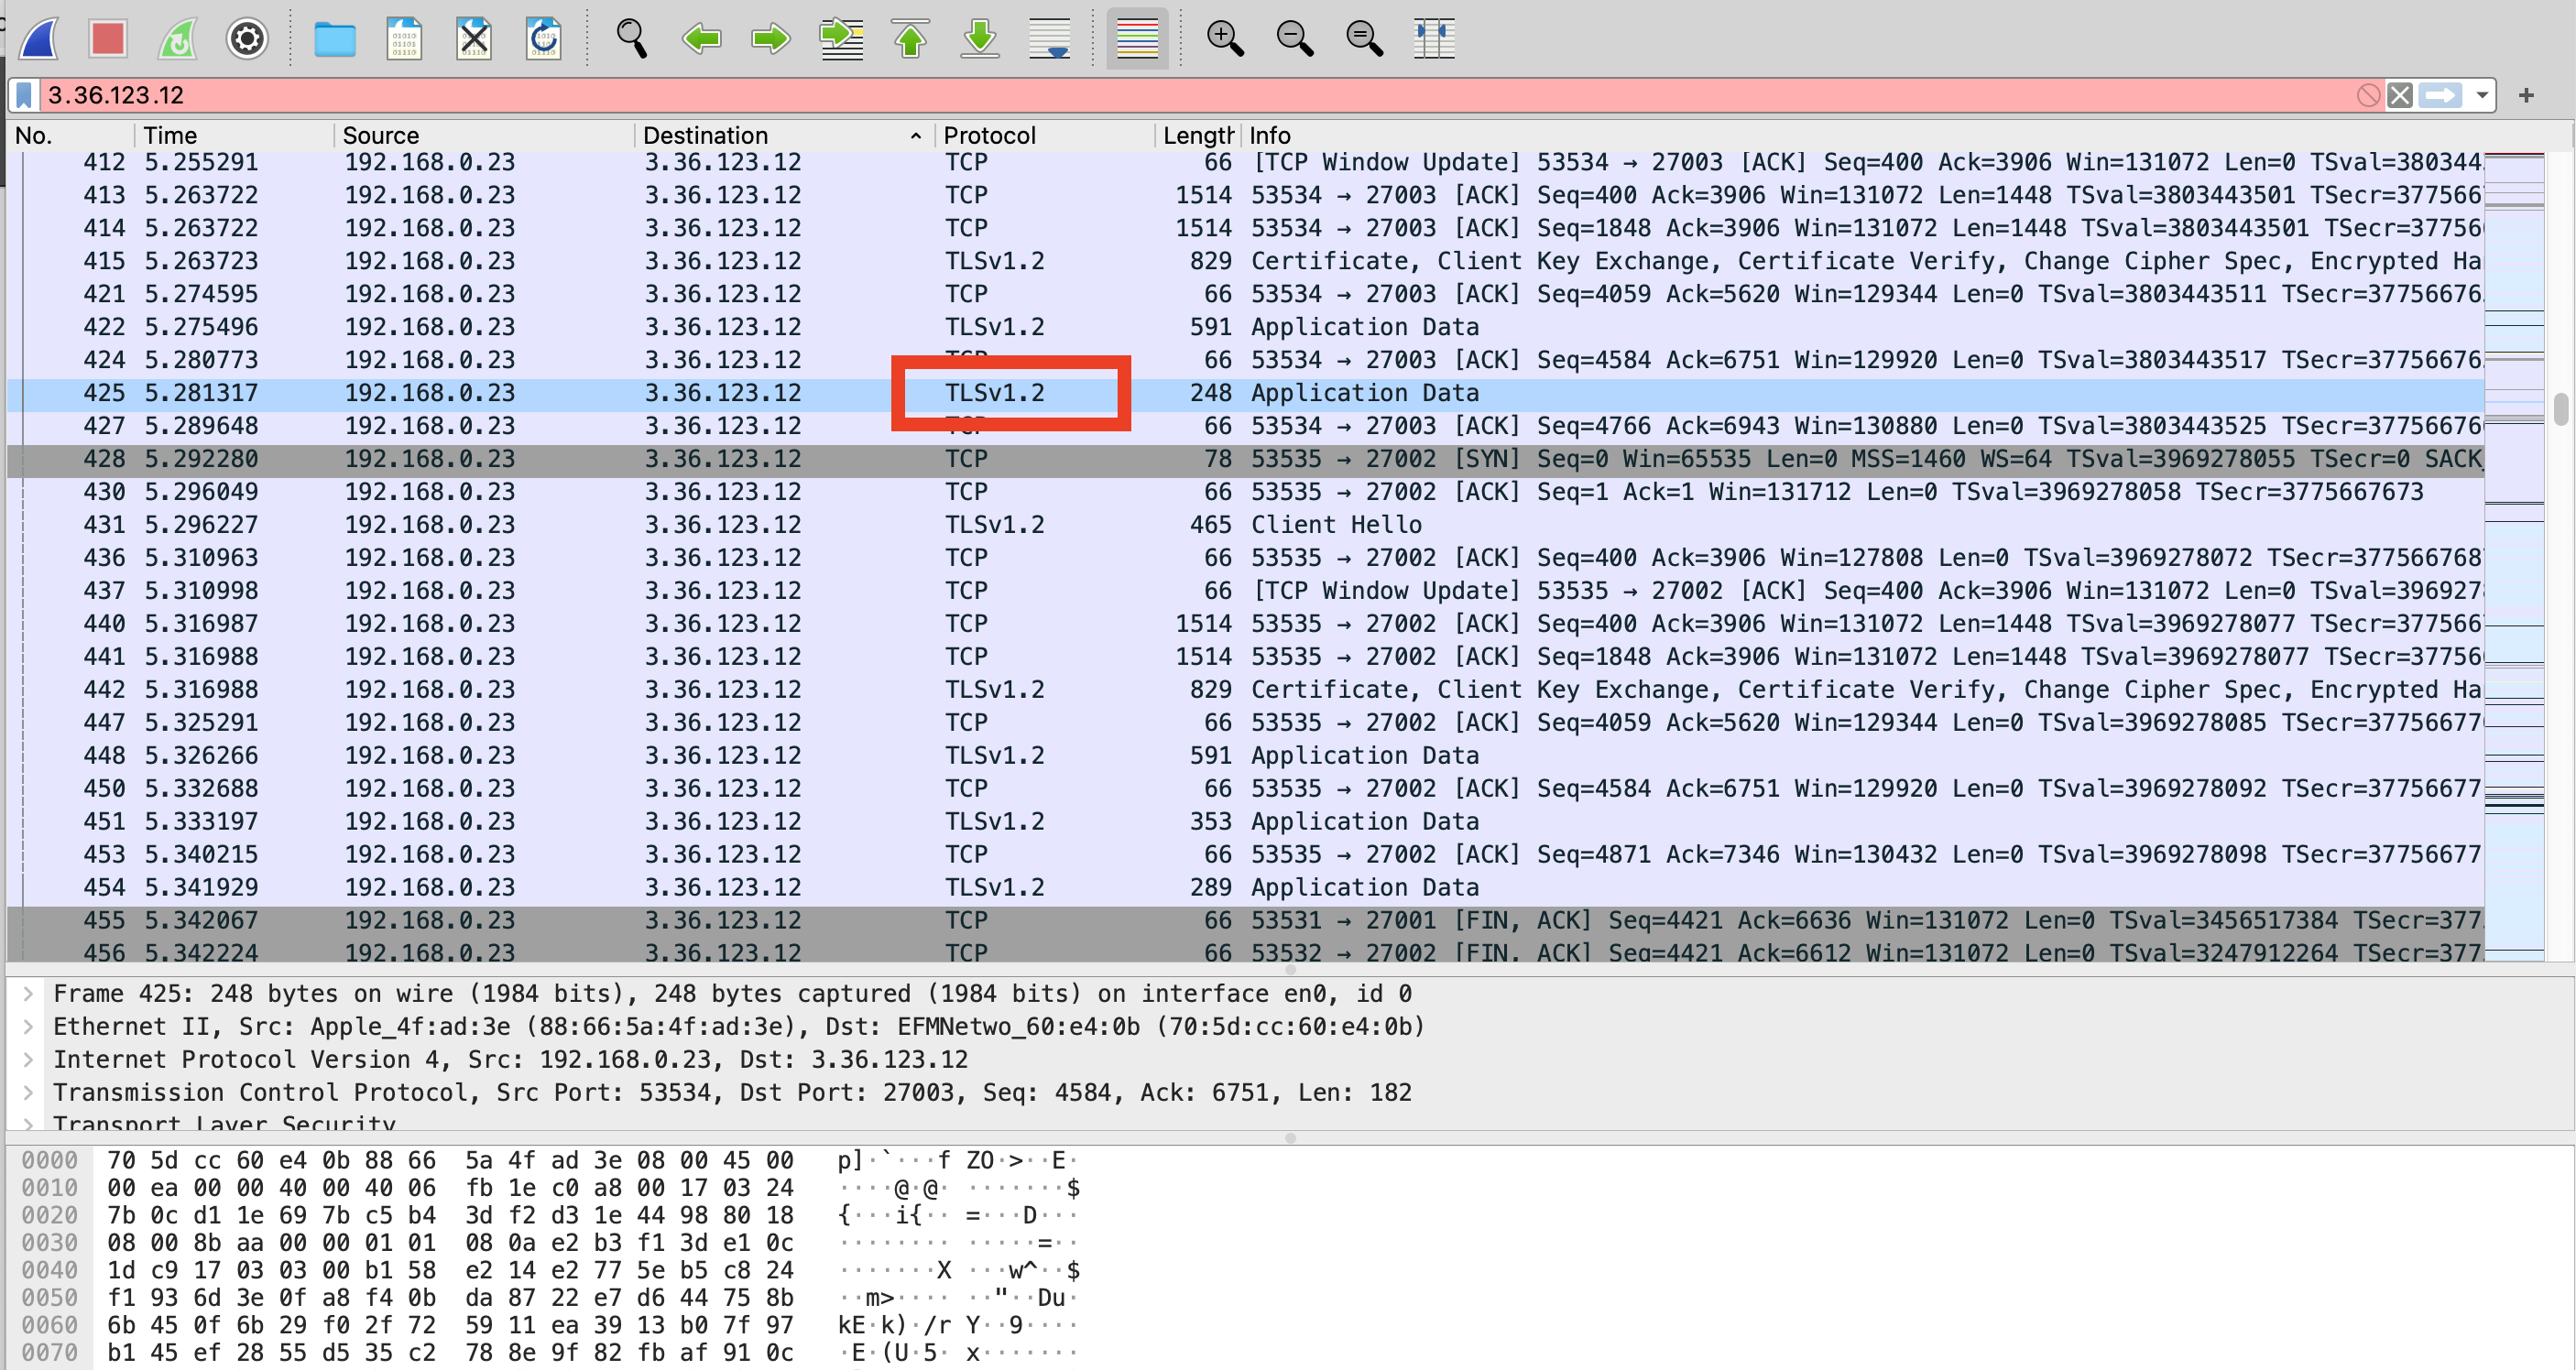 3.36.123.12
No. Time Source Destination Protocol Length Info
412 5.255291 192.168.0.23 3.36.123.12 TCP 66 [TCP Window Update] 53534 → 27003 [ACK] Seq=400 Ack=3906 Win=131072 Len=0 TSval=380344
413 5.263722 192.168.0.23 3.36.123.12 TCP 1514 53534 → 27003 [ACK] Seq=400 Ack=3906 Win=131072 Len=1448 TSval=3803443501 TSecr=377566
414 5.263722 192.168.0.23 3.36.123.12 TCP 1514 53534 → 27003 [ACK] Seq=1848 Ack=3906 Win=131072 Len=1448 TSval=3803443501 TSecr=37756
415 5.263723 192.168.0.23 3.36.123.12 TLSv1.2 829 Certificate, Client Key Exchange, Certificate Verify, Change Cipher Spec, Encrypted Ha
421 5.274595 192.168.0.23 3.36.123.12 TCP 66 53534 → 27003 [ACK] Seq=4059 Ack=5620 Win=129344 Len=0 TSval=3803443511 TSecr=37756676
422 5.275496 192.168.0.23 3.36.123.12 TLSv1.2 591 Application Data
424 5.280773 192.168.0.23 3.36.123.12 TCP 66 53534 → 27003 [ACK] Seq=4584 Ack=6751 Win=129920 Len=0 TSval=3803443517 TSecr=37756676
425 5.281317 192.168.0.23 3.36.123.12 TLSv1.2 248 Application Data
427 5.289648 192.168.0.23 3.36.123.12 TCP 66 53534 → 27003 [ACK] Seq=4766 Ack=6943 Win=130880 Len=0 TSval=3803443525 TSecr=37756676
428 5.292280 192.168.0.23 3.36.123.12 TCP 78 53535 → 27002 [SYN] Seq=0 Win=65535 Len=0 MSS=1460 WS=64 TSval=3969278055 TSecr=0 SACK_
430 5.296049 192.168.0.23 3.36.123.12 TCP 66 53535 → 27002 [ACK] Seq=1 Ack=1 Win=131712 Len=0 TSval=3969278058 TSecr=3775667673
431 5.296227 192.168.0.23 3.36.123.12 TLSv1.2 465 Client Hello
436 5.310963 192.168.0.23 3.36.123.12 TCP 66 53535 → 27002 [ACK] Seq=400 Ack=3906 Win=127808 Len=0 TSval=3969278072 TSecr=377566768
437 5.310998 192.168.0.23 3.36.123.12 TCP 66 [TCP Window Update] 53535 → 27002 [ACK] Seq=400 Ack=3906 Win=131072 Len=0 TSval=396927
440 5.316987 192.168.0.23 3.36.123.12 TCP 1514 53535 → 27002 [ACK] Seq=400 Ack=3906 Win=131072 Len=1448 TSval=3969278077 TSecr=377566
441 5.316988 192.168.0.23 3.36.123.12 TCP 1514 53535 → 27002 [ACK] Seq=1848 Ack=3906 Win=131072 Len=1448 TSval=3969278077 TSecr=37756
442 5.316988 192.168.0.23 3.36.123.12 TLSv1.2 829 Certificate, Client Key Exchange, Certificate Verify, Change Cipher Spec, Encrypted Ha
447 5.325291 192.168.0.23 3.36.123.12 TCP 66 53535 → 27002 [ACK] Seq=4059 Ack=5620 Win=129344 Len=0 TSval=3969278085 TSecr=37756677
448 5.326266 192.168.0.23 3.36.123.12 TLSv1.2 591 Application Data
450 5.332688 192.168.0.23 3.36.123.12 TCP 66 53535 → 27002 [ACK] Seq=4584 Ack=6751 Win=129920 Len=0 TSval=3969278092 TSecr=37756677
451 5.333197 192.168.0.23 3.36.123.12 TLSv1.2 353 Application Data
453 5.340215 192.168.0.23 3.36.123.12 TCP 66 53535 → 27002 [ACK] Seq=4871 Ack=7346 Win=130432 Len=0 TSval=3969278098 TSecr=37756677
454 5.341929 192.168.0.23 3.36.123.12 TLSv1.2 289 Application Data
455 5.342067 192.168.0.23 3.36.123.12 TCP 66 53531 → 27001 [FIN, ACK] Seq=4421 Ack=6636 Win=131072 Len=0 TSval=3456517384 TSecr=377
456 5.342224 192.168.0.23 3.36.123.12 TCP 66 53532 → 27002 [FIN, ACK] Seq=4421 Ack=6612 Win=131072 Len=0 TSval=3247912264 TSecr=377
Frame 425: 248 bytes on wire (1984 bits), 248 bytes captured (1984 bits) on interface en0, id 0
Ethernet II, Src: Apple_4f:ad:3e (88:66:5a:4f:ad:3e), Dst: EFMNetwo_60:e4:0b (70:5d:cc:60:e4:0b)
Internet Protocol Version 4, Src: 192.168.0.23, Dst: 3.36.123.12
Transmission Control Protocol, Src Port: 53534, Dst Port: 27003, Seq: 4584, Ack: 6751, Len: 182
Transport Layer Security
0000 70 5d cc 60 e4 0b 88 66 5a 4f ad 3e 08 00 45 00 p]·`···f ZO·>··E·
0010 00 ea 00 00 40 00 40 06 fb 1e c0 a8 00 17 03 24 ····@·@· ·······$
0020 7b 0c d1 1e 69 7b c5 b4 3d f2 d3 1e 44 98 80 18 {···i{·· =···D···
0030 08 00 8b aa 00 00 01 01 08 0a e2 b3 f1 3d e1 0c ········ ·····=··
0040 1d c9 17 03 03 00 b1 58 e2 14 e2 77 5e b5 c8 24 ·······X ···w^··$
0050 f1 93 6d 3e 0f a8 f4 0b da 87 22 e7 d6 44 75 8b ··m>···· ··"··Du·
0060 6b 45 0f 6b 29 f0 2f 72 59 11 ea 39 13 b0 7f 97 kE·k)·/r Y··9····
0070 b1 45 ef 28 55 d5 35 c2 78 8e 9f 82 fb af 91 0c ·E·(U·5· x·······